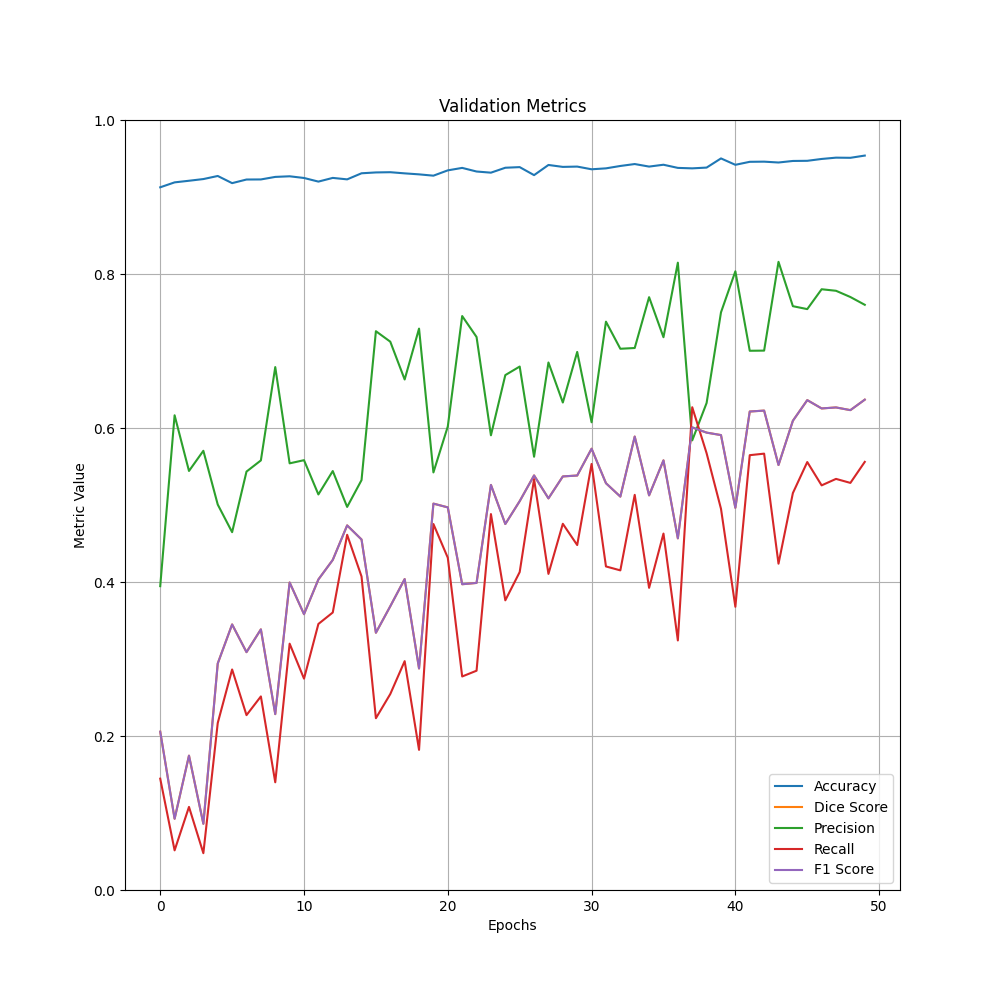 Validation Metrics
1.0
0.8
0.6
0.4
0.2
0.0
Metric Value
0 10 20 30 40 50
Epochs
Accuracy
Dice Score
Precision
Recall
F1 Score